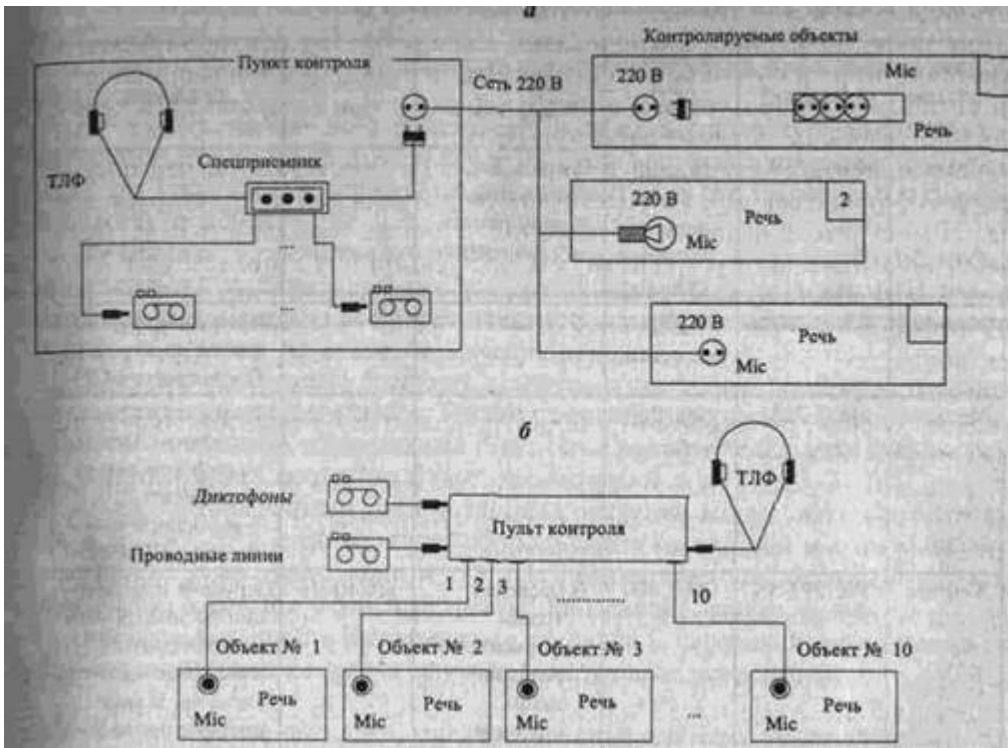 а
Контролируемые объекты
Пункт контроля
Сеть 220 В
220 В
Mic
Речь
ТЛФ
Спецприемник
220 В
Речь
2
Mic
...
220 В
Речь
Mic
б
ТЛФ
Диктофоны
Пульт контроля
Проводные линии
1 2 3 .............. 10
Объект № 1
Объект № 2
Объект № 3
Объект № 10
Речь
Речь
Речь
Речь
Mic
Mic
Mic
...
Mic